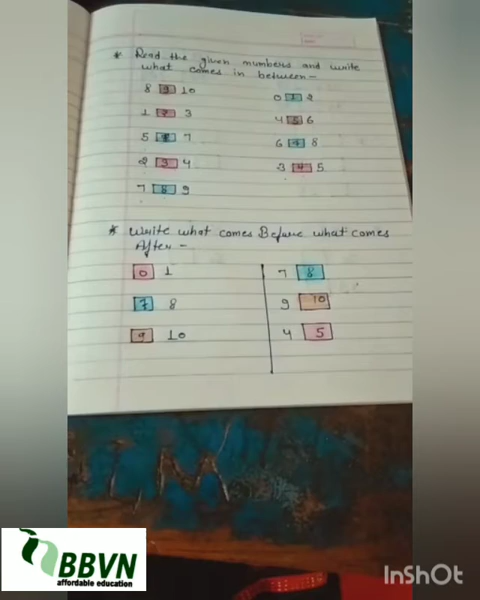 * Read the given numbers and write
what comes in between -
8 9 10
0 1 2
1 2 3
4 5 6
5 6 7
6 7 8
2 3 4
3 4 5
7 8 9
* Write what comes Before what comes
After -
0 1
7 8
7 8
9 10
9 10
4 5
BBVN
affordable education
InShOt